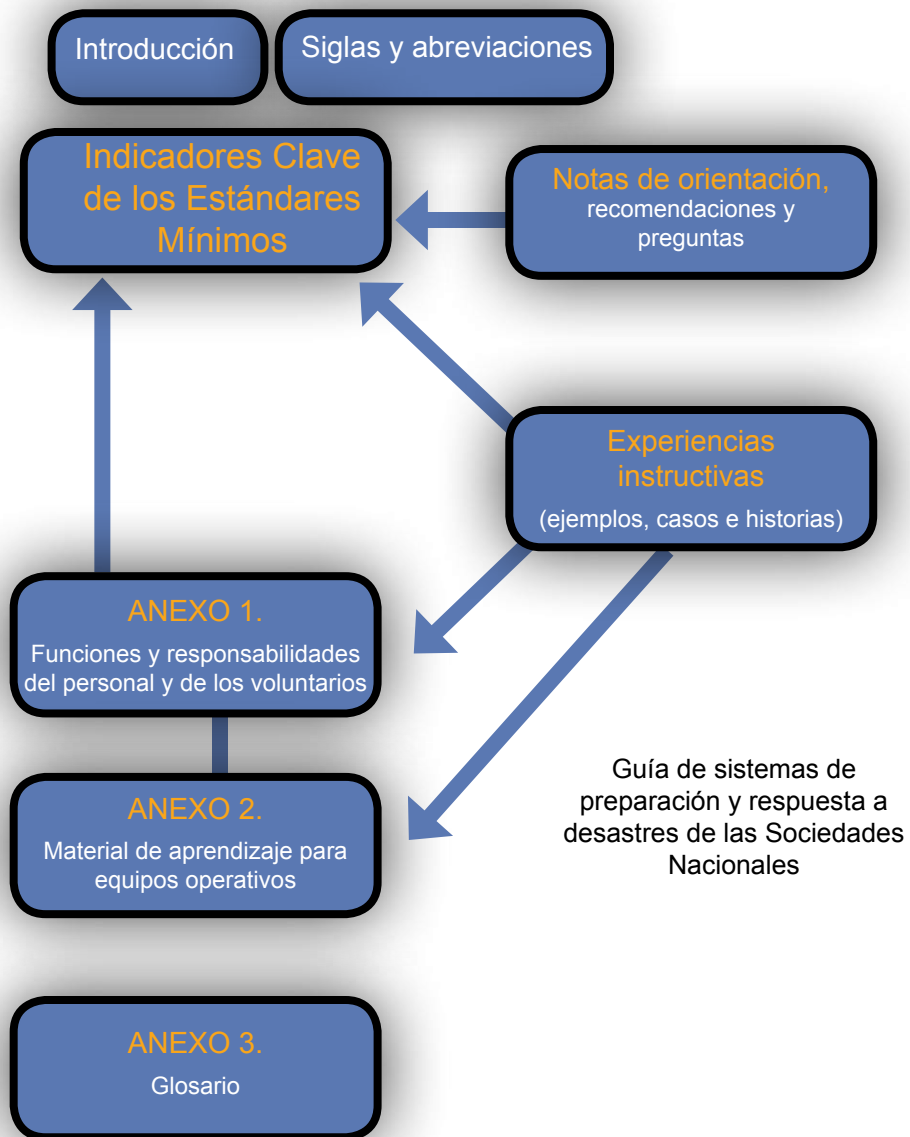 Introducción
Siglas y abreviaciones
Indicadores Clave
de los Estándares
Mínimos
Notas de orientación,
recomendaciones y
preguntas
Experiencias
instructivas
(ejemplos, casos e historias)
ANEXO 1.
Funciones y responsabilidades
del personal y de los voluntarios
ANEXO 2.
Material de aprendizaje para
equipos operativos
Guía de sistemas de
preparación y respuesta a
desastres de las Sociedades
Nacionales
ANEXO 3.
Glosario